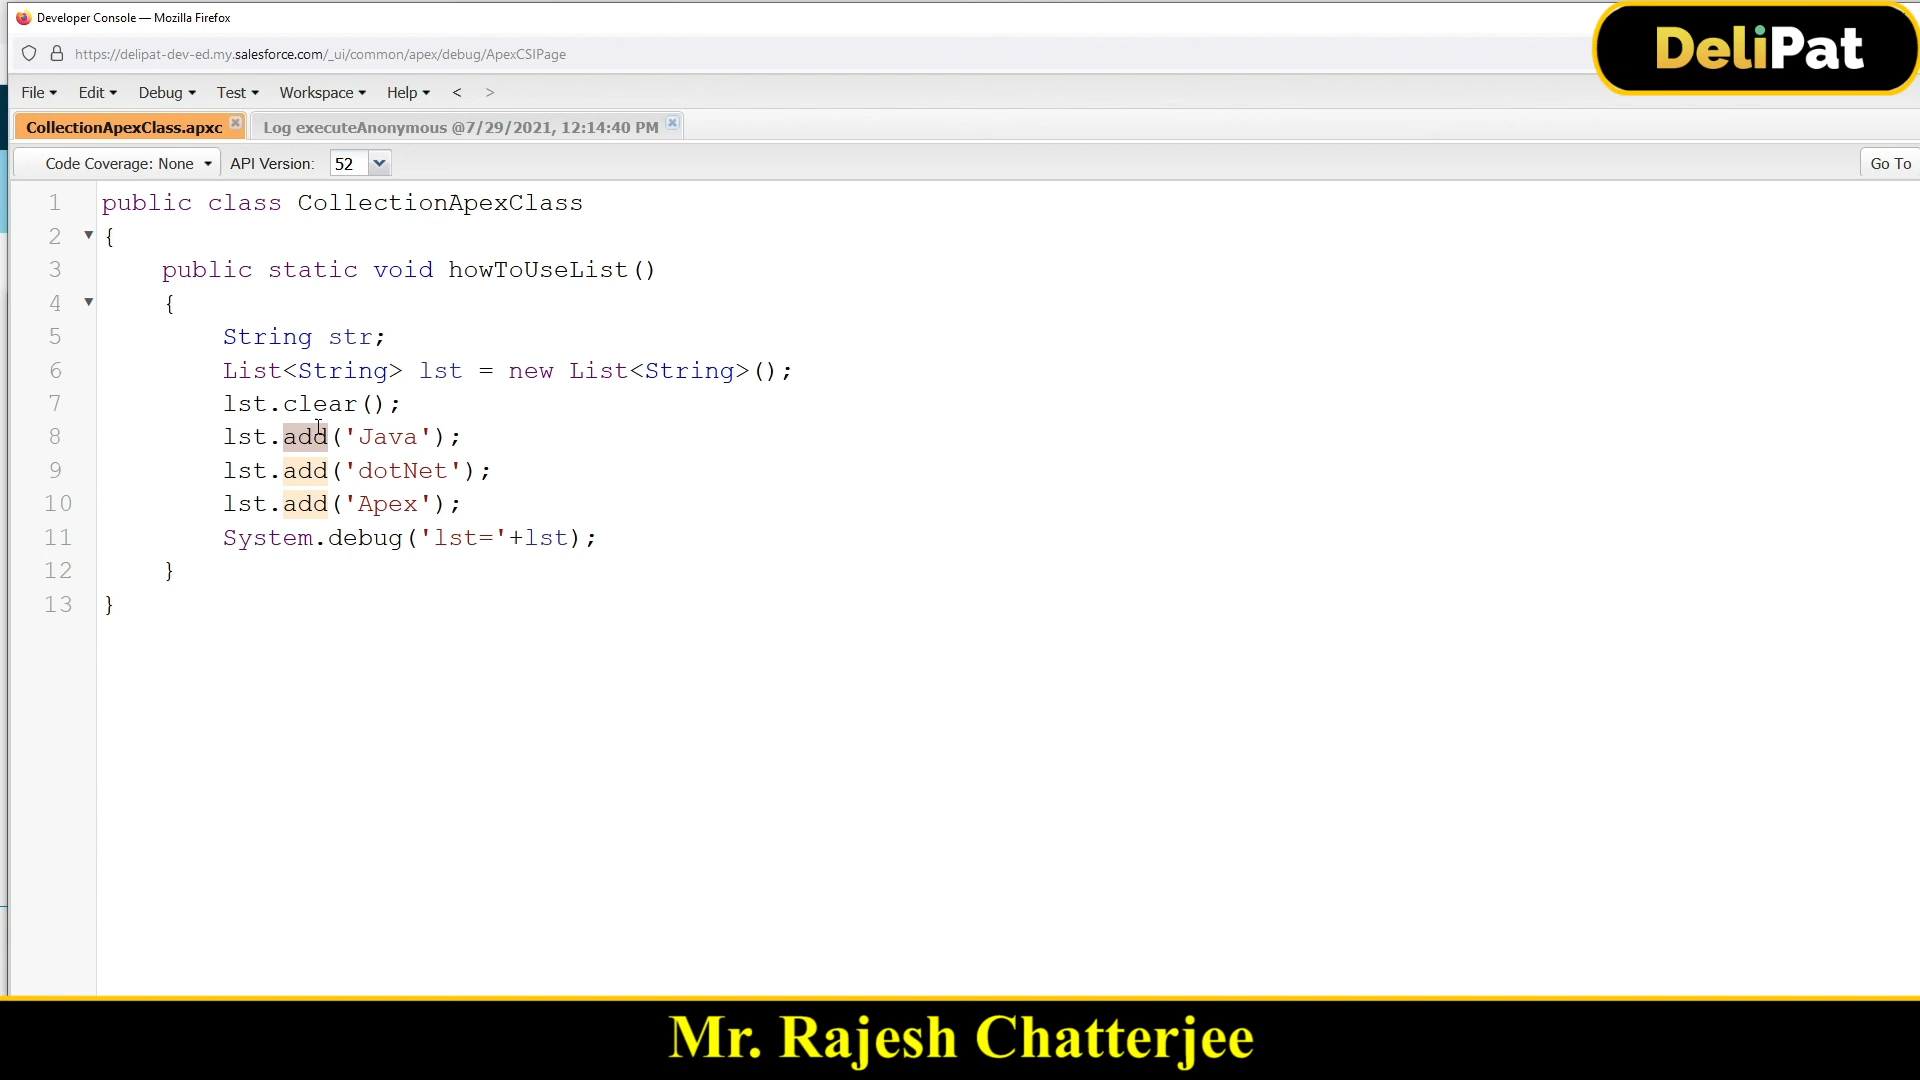 Developer Console — Mozilla Firefox
DeliPat
https://delipat-dev-ed.my.salesforce.com/_ui/common/apex/debug/ApexCSIPage
File Edit Debug Test Workspace Help < >
CollectionApexClass.apxc Log executeAnonymous @7/29/2021, 12:14:40 PM
Code Coverage: None API Version: 52 Go To
1 public class CollectionApexClass
2 {
3 public static void howToUseList()
4 {
5 String str;
6 List<String> lst = new List<String>();
7 lst.clear();
8 lst.add('Java');
9 lst.add('dotNet');
10 lst.add('Apex');
11 System.debug('lst='+lst);
12 }
13 }
Mr. Rajesh Chatterjee